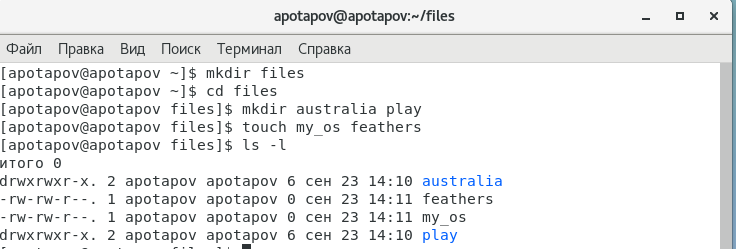 apotapov@apotapov:~/files
Файл Правка Вид Поиск Терминал Справка
[apotapov@apotapov ~]$ mkdir files
[apotapov@apotapov ~]$ cd files
[apotapov@apotapov files]$ mkdir australia play
[apotapov@apotapov files]$ touch my_os feathers
[apotapov@apotapov files]$ ls -l
итого 0
drwxrwxr-x. 2 apotapov apotapov 6 сен 23 14:10 australia
-rw-rw-r--. 1 apotapov apotapov 0 сен 23 14:11 feathers
-rw-rw-r--. 1 apotapov apotapov 0 сен 23 14:11 my_os
drwxrwxr-x. 2 apotapov apotapov 6 сен 23 14:10 play
[apotapov@apotapov files]$